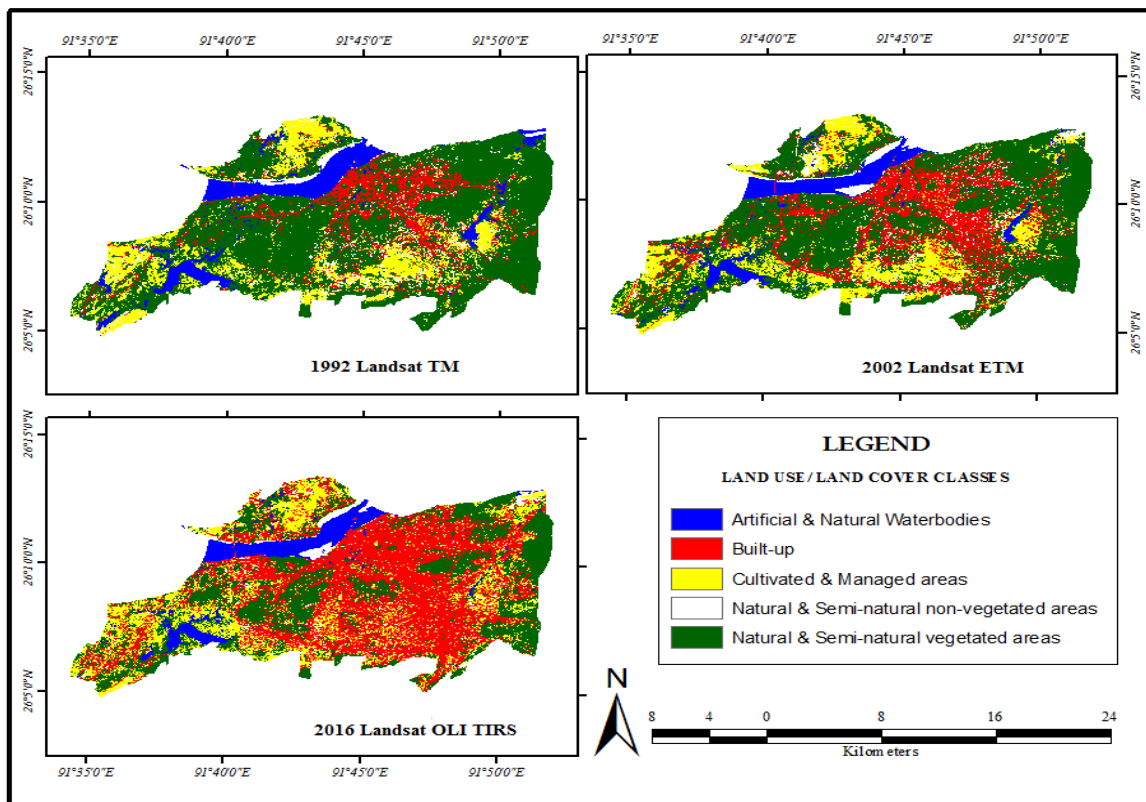 91°35'0"E 91°40'0"E 91°45'0"E 91°50'0"E
91°35'0"E 91°40'0"E 91°45'0"E 91°50'0"E
26°15'0"N
26°10'0"N
26°5'0"N
1992 Landsat TM
26°15'0"N
26°10'0"N
26°5'0"N
2002 Landsat ETM
26°15'0"N
26°10'0"N
26°5'0"N
2016 Landsat OLI TIRS
91°35'0"E 91°40'0"E 91°45'0"E 91°50'0"E
LEGEND
LAND USE/LAND COVER CLASSES
Artificial & Natural Waterbodies
Built-up
Cultivated & Managed areas
Natural & Semi-natural non-vegetated areas
Natural & Semi-natural vegetated areas
N
8 4 0 8 16 24
Kilometers